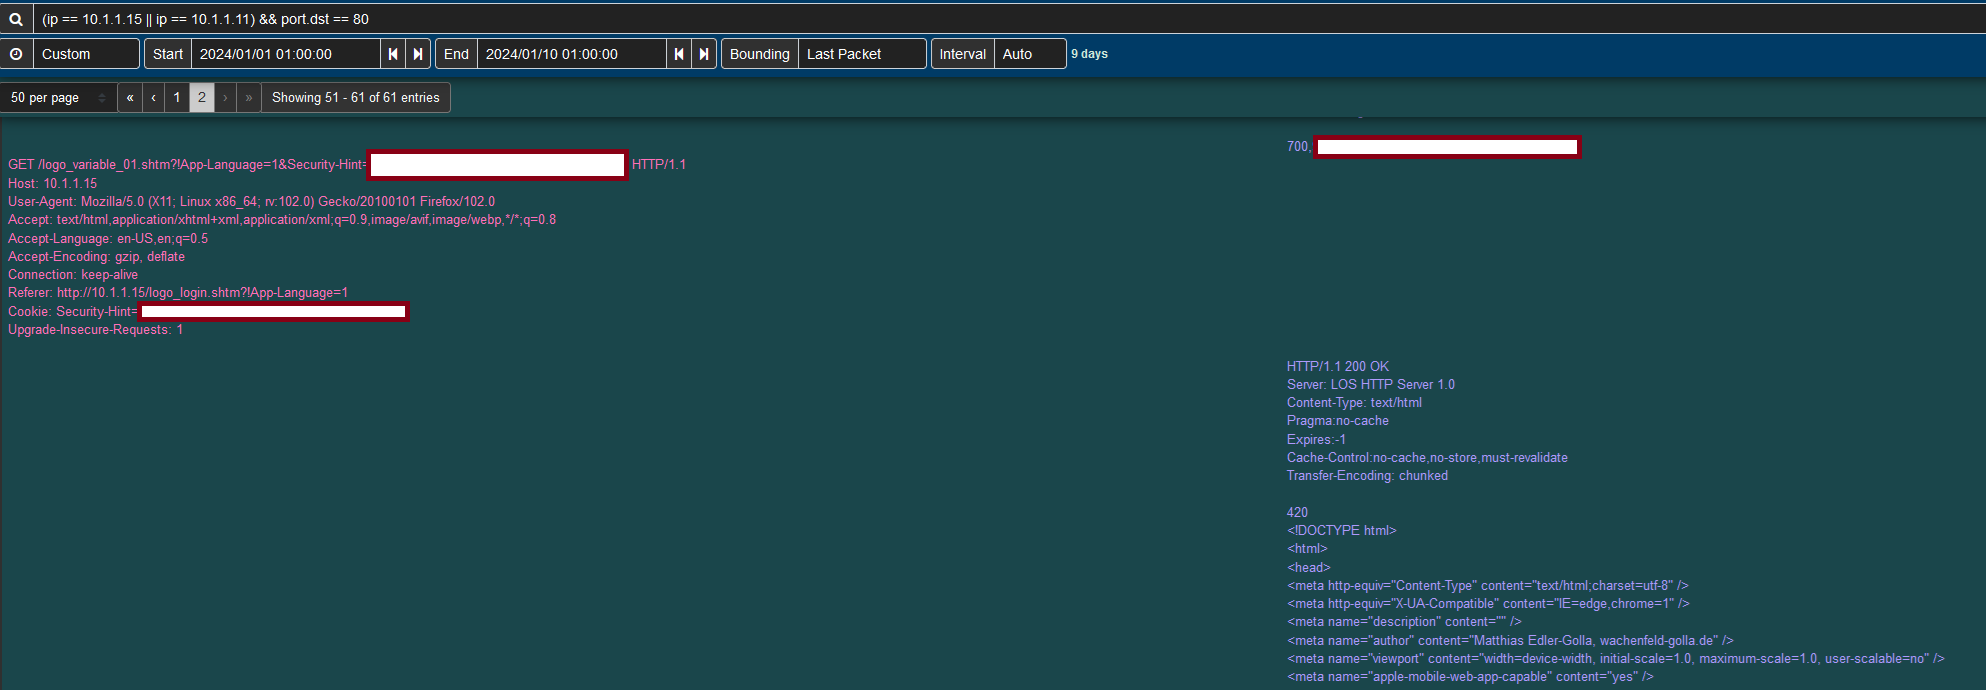 (ip == 10.1.1.15 || ip == 10.1.1.11) && port.dst == 80
Custom Start 2024/01/01 01:00:00 End 2024/01/10 01:00:00 Bounding Last Packet Interval Auto 9 days
50 per page « ‹ 1 2 › » Showing 51 - 61 of 61 entries
700,
GET /logo_variable_01.shtm?!App-Language=1&Security-Hint= HTTP/1.1
Host: 10.1.1.15
User-Agent: Mozilla/5.0 (X11; Linux x86_64; rv:102.0) Gecko/20100101 Firefox/102.0
Accept: text/html,application/xhtml+xml,application/xml;q=0.9,image/avif,image/webp,*/*;q=0.8
Accept-Language: en-US,en;q=0.5
Accept-Encoding: gzip, deflate
Connection: keep-alive
Referer: http://10.1.1.15/logo_login.shtm?!App-Language=1
Cookie: Security-Hint=
Upgrade-Insecure-Requests: 1
HTTP/1.1 200 OK
Server: LOS HTTP Server 1.0
Content-Type: text/html
Pragma:no-cache
Expires:-1
Cache-Control:no-cache,no-store,must-revalidate
Transfer-Encoding: chunked
420
<!DOCTYPE html>
<html>
<head>
<meta http-equiv="Content-Type" content="text/html;charset=utf-8" />
<meta http-equiv="X-UA-Compatible" content="IE=edge,chrome=1" />
<meta name="description" content="" />
<meta name="author" content="Matthias Edler-Golla, wachenfeld-golla.de" />
<meta name="viewport" content="width=device-width, initial-scale=1.0, maximum-scale=1.0, user-scalable=no" />
<meta name="apple-mobile-web-app-capable" content="yes" />